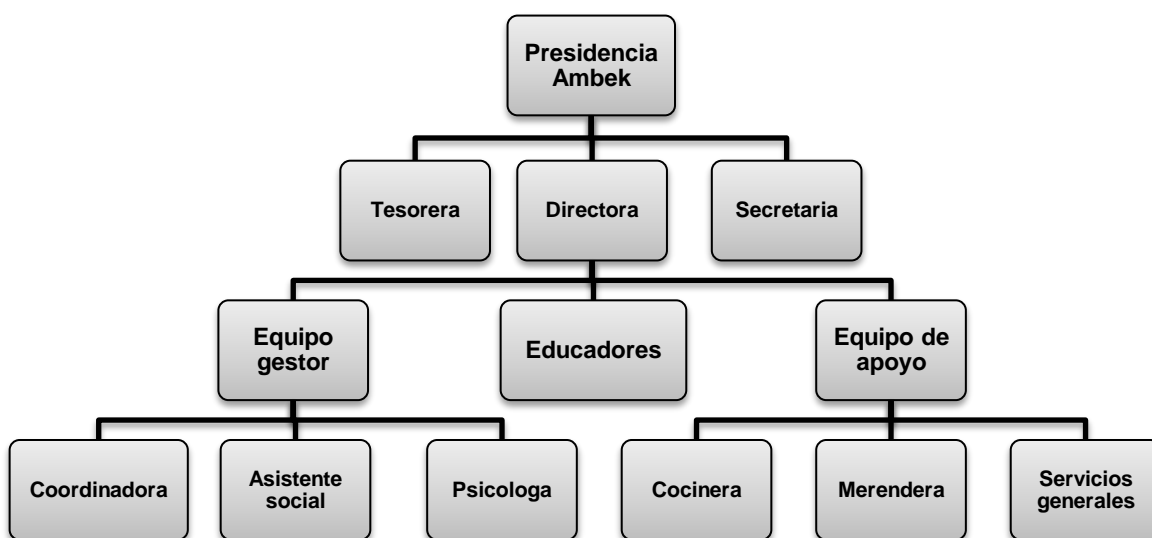 Presidencia
Ambek
Tesorera
Directora
Secretaria
Equipo
gestor
Educadores
Equipo de
apoyo
Coordinadora
Asistente
social
Psicologa
Cocinera
Merendera
Servicios
generales